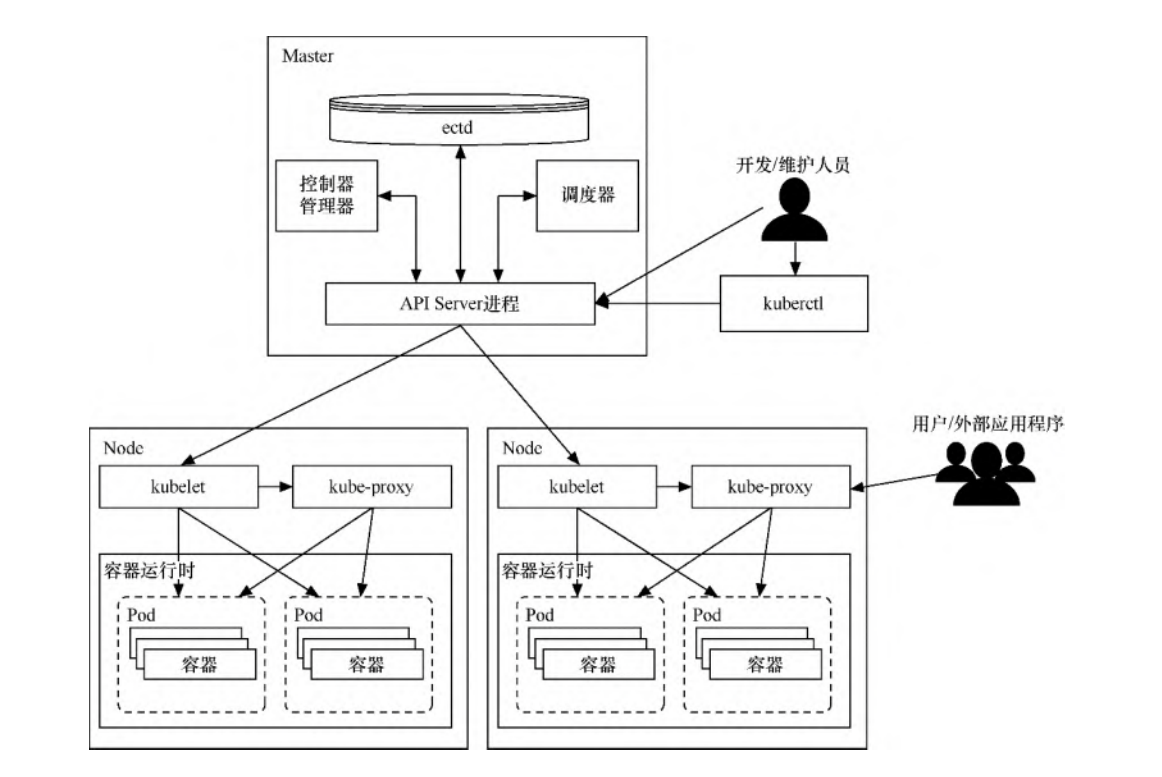 Master
ectd
控制器
管理器
调度器
API Server进程
开发/维护人员
kuberctl
用户/外部应用程序
Node
kubelet
kube-proxy
容器运行时
Pod
容器
Pod
容器
Node
kubelet
kube-proxy
容器运行时
Pod
容器
Pod
容器